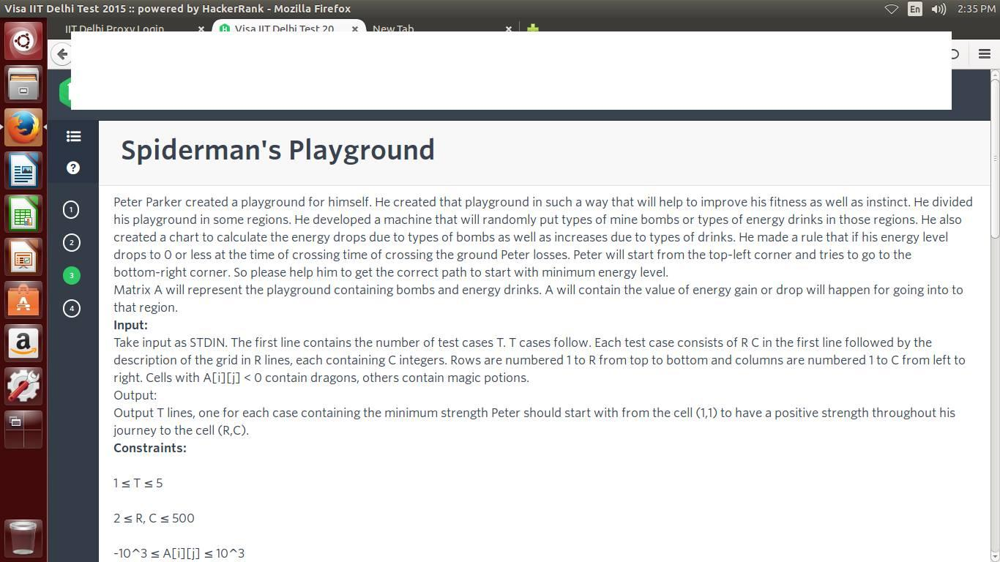 Visa IIT Delhi Test 2015 :: powered by HackerRank - Mozilla Firefox
En
2:35 PM
IIT Delhi Proxy Login
Visa IIT Delhi Test 20
New Tab
Spiderman's Playground
Peter Parker created a playground for himself. He created that playground in such a way that will help to improve his fitness as well as instinct. He divided
his playground in some regions. He developed a machine that will randomly put types of mine bombs or types of energy drinks in those regions. He also
created a chart to calculate the energy drops due to types of bombs as well as increases due to types of drinks. He made a rule that if his energy level
drops to 0 or less at the time of crossing time of crossing the ground Peter losses. Peter will start from the top-left corner and tries to go to the
bottom-right corner. So please help him to get the correct path to start with minimum energy level.
Matrix A will represent the playground containing bombs and energy drinks. A will contain the value of energy gain or drop will happen for going into to
that region.
Input:
Take input as STDIN. The first line contains the number of test cases T. T cases follow. Each test case consists of R C in the first line followed by the
description of the grid in R lines, each containing C integers. Rows are numbered 1 to R from top to bottom and columns are numbered 1 to C from left to
right. Cells with A[i][j] < 0 contain dragons, others contain magic potions.
Output:
Output T lines, one for each case containing the minimum strength Peter should start with from the cell (1,1) to have a positive strength throughout his
journey to the cell (R,C).
Constraints:
1 ≤ T ≤ 5
2 ≤ R, C ≤ 500
-10^3 ≤ A[i][j] ≤ 10^3
?
1
2
3
4
A
a